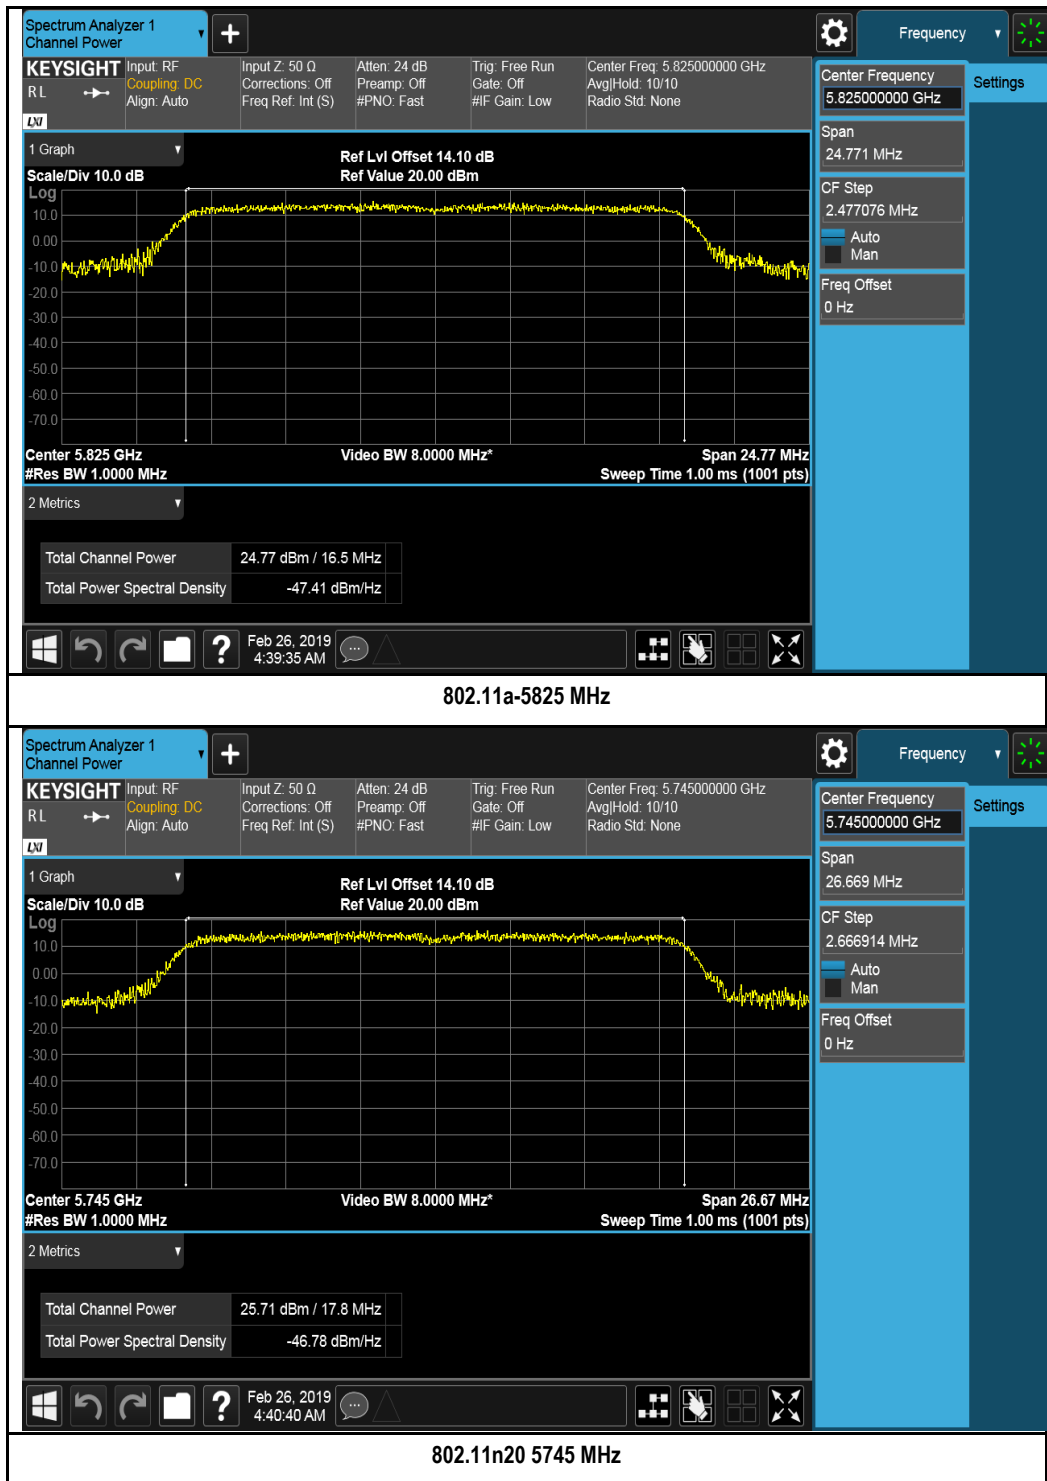 Spectrum Analyzer 1
Channel Power
+
Frequency
KEYSIGHT
RL
LXI
Input: RF
Coupling: DC
Align: Auto
Input Z: 50 Ω
Corrections: Off
Freq Ref: Int (S)
Atten: 24 dB
Preamp: Off
#PNO: Fast
Trig: Free Run
Gate: Off
#IF Gain: Low
Center Freq: 5.825000000 GHz
Avg|Hold: 10/10
Radio Std: None
Center Frequency
5.825000000 GHz
Settings
Span
24.771 MHz
CF Step
2.477076 MHz
Auto
Man
Freq Offset
0 Hz
1 Graph
Ref Lvl Offset 14.10 dB
Scale/Div 10.0 dB
Ref Value 20.00 dBm
Log
10.0
0.00
-10.0
-20.0
-30.0
-40.0
-50.0
-60.0
-70.0
Center 5.825 GHz
Video BW 8.0000 MHz*
Span 24.77 MHz
#Res BW 1.0000 MHz
Sweep Time 1.00 ms (1001 pts)
2 Metrics
Total Channel Power 24.77 dBm / 16.5 MHz
Total Power Spectral Density -47.41 dBm/Hz
?
Feb 26, 2019
4:39:35 AM
802.11a-5825 MHz
Spectrum Analyzer 1
Channel Power
+
Frequency
KEYSIGHT
RL
LXI
Input: RF
Coupling: DC
Align: Auto
Input Z: 50 Ω
Corrections: Off
Freq Ref: Int (S)
Atten: 24 dB
Preamp: Off
#PNO: Fast
Trig: Free Run
Gate: Off
#IF Gain: Low
Center Freq: 5.745000000 GHz
Avg|Hold: 10/10
Radio Std: None
Center Frequency
5.745000000 GHz
Settings
Span
26.669 MHz
CF Step
2.666914 MHz
Auto
Man
Freq Offset
0 Hz
1 Graph
Ref Lvl Offset 14.10 dB
Scale/Div 10.0 dB
Ref Value 20.00 dBm
Log
10.0
0.00
-10.0
-20.0
-30.0
-40.0
-50.0
-60.0
-70.0
Center 5.745 GHz
Video BW 8.0000 MHz*
Span 26.67 MHz
#Res BW 1.0000 MHz
Sweep Time 1.00 ms (1001 pts)
2 Metrics
Total Channel Power 25.71 dBm / 17.8 MHz
Total Power Spectral Density -46.78 dBm/Hz
?
Feb 26, 2019
4:40:40 AM
802.11n20 5745 MHz